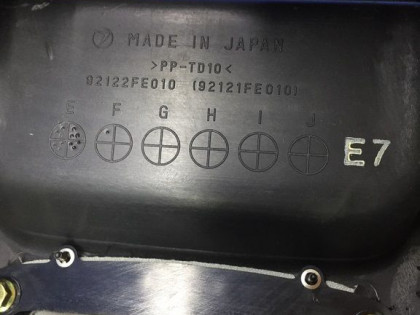 MADE IN JAPAN
>PP-TD10<
92122FE010 (92121FE010)
E F G H I J
E7